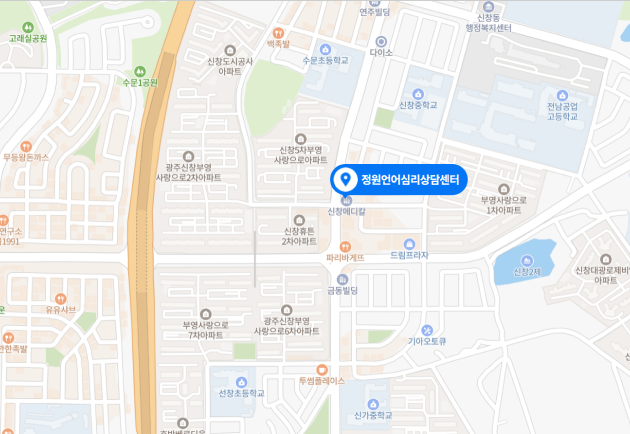 연주빌딩
신창동
행정복지센터
고래실공원
백촉발
다이소
신창도시공사
아파트
수문초등학교
수문1공원
신창중학교
전남공업
고등학교
신창5차부영
사랑으로아파트
무등왕돈까스
광주신창부영
사랑으로2차아파트
정원언어심리상담센터
부영사랑으로
1차아파트
신창메디칼
연구소
1991
신창휴튼
2차아파트
파리바게뜨
드림프라자
신창2제
신창대광로제비
아파트
금동빌딩
유유샤브
부영사랑으로
7차아파트
광주신창부영
사랑으로6차아파트
기아오토큐
반한족발
투썸플레이스
선창초등학교
신가중학교